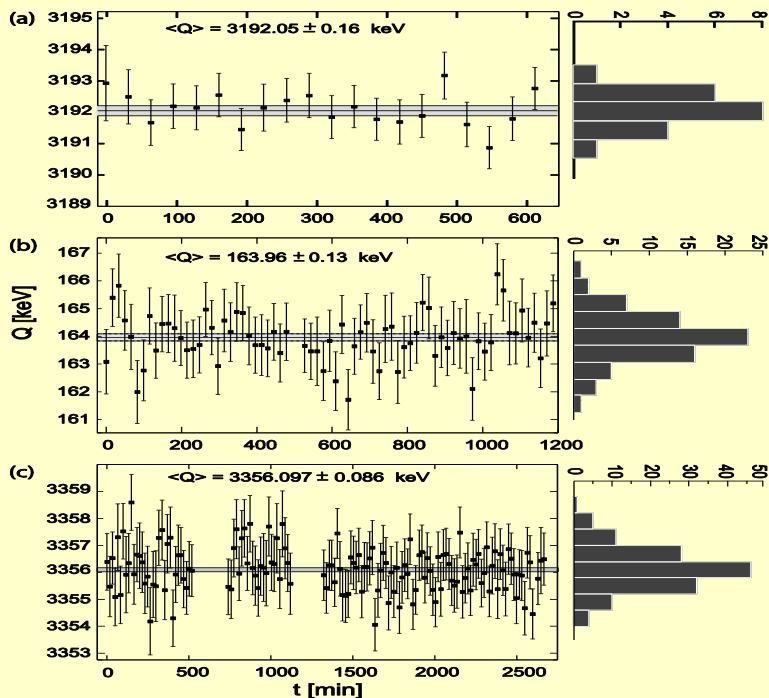 (a)
<Q> = 3192.05 ± 0.16 keV
3195
3194
3193
3192
3191
3190
3189
0 100 200 300 400 500 600
0 2 4 6 8
(b)
<Q> = 163.96 ± 0.13 keV
167
166
165
164
163
162
161
0 200 400 600 800 1000 1200
0 5 10 15 20 25
Q [keV]
(c)
<Q> = 3356.097 ± 0.086 keV
3359
3358
3357
3356
3355
3354
3353
0 500 1000 1500 2000 2500
0 10 20 30 40 50
t [min]